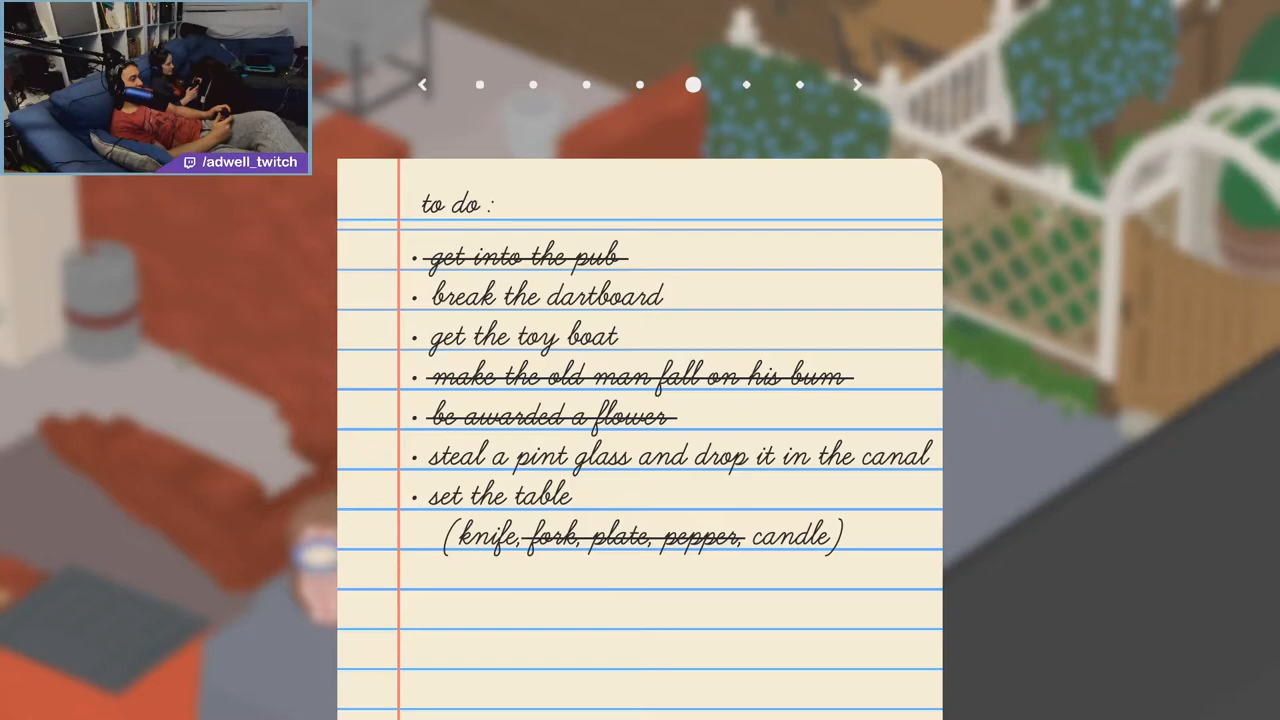 /adwell_twitch
to do :
• get into the pub
• break the dartboard
• get the toy boat
• make the old man fall on his bum
• be awarded a flower
• steal a pint glass and drop it in the canal
• set the table
(knife, fork, plate, pepper, candle)